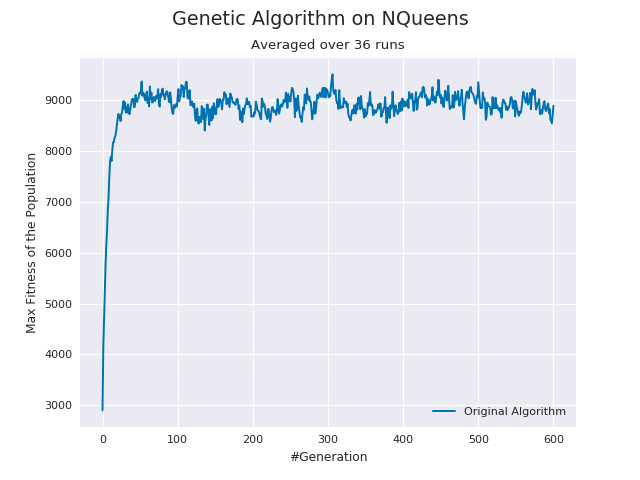 Genetic Algorithm on NQueens
Averaged over 36 runs
Max Fitness of the Population
9000
8000
7000
6000
5000
4000
3000
0 100 200 300 400 500 600
#Generation
Original Algorithm